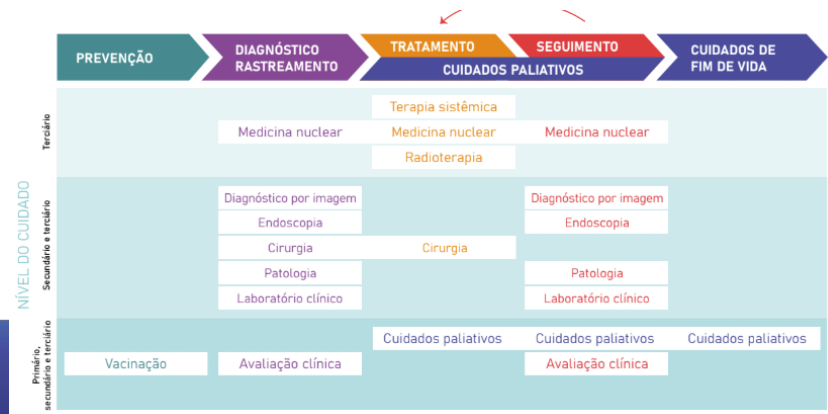 PREVENÇÃO
DIAGNÓSTICO
RASTREAMENTO
TRATAMENTO
SEGUIMENTO
CUIDADOS PALIATIVOS
CUIDADOS DE
FIM DE VIDA
NÍVEL DO CUIDADO
Terciário
Terapia sistêmica
Medicina nuclear
Medicina nuclear
Medicina nuclear
Radioterapia
Secundário e terciário
Diagnóstico por imagem
Diagnóstico por imagem
Endoscopia
Endoscopia
Cirurgia
Cirurgia
Patologia
Patologia
Laboratório clínico
Laboratório clínico
Primário,
secundário e terciário
Cuidados paliativos
Cuidados paliativos
Cuidados paliativos
Vacinação
Avaliação clínica
Avaliação clínica